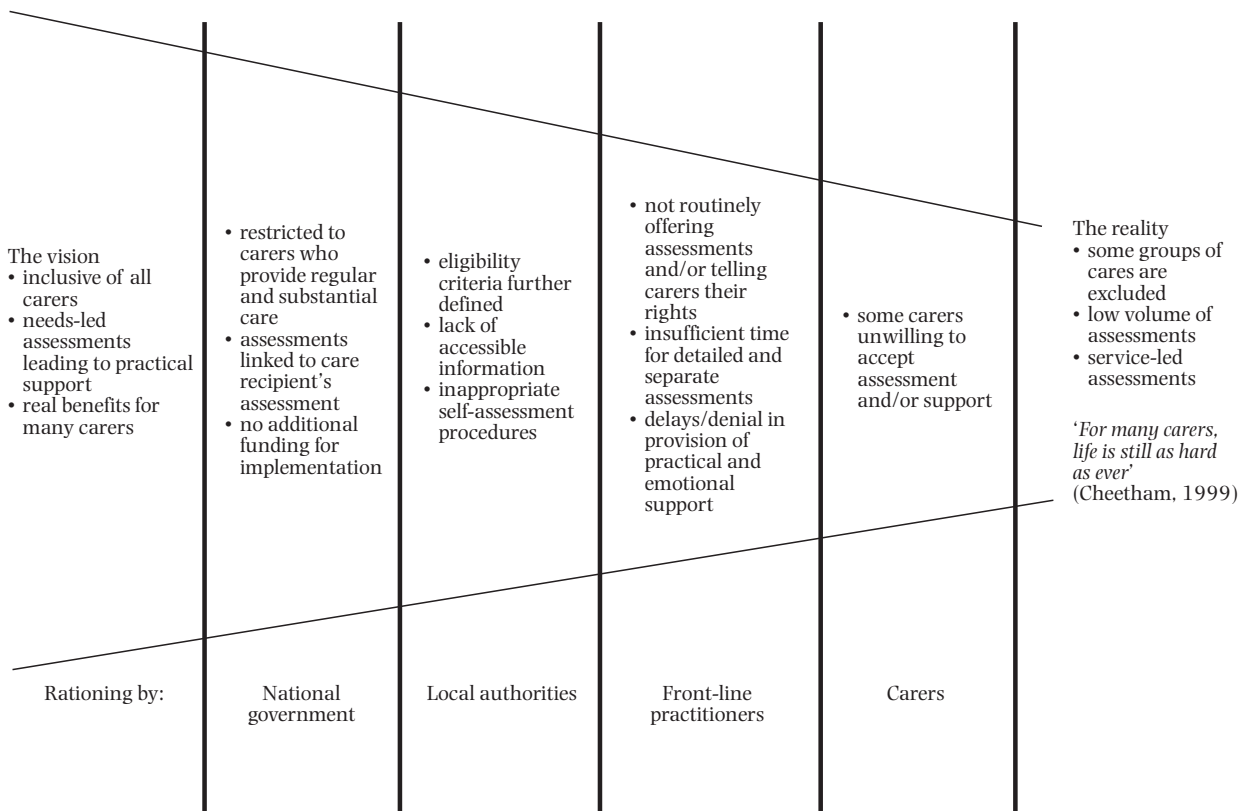 The vision
• inclusive of all
carers
• needs-led
assessments
leading to practical
support
• real benefits for
many carers
• restricted to
carers who
provide regular
and substantial
care
• assessments
linked to care
recipient's
assessment
• no additional
funding for
implementation
• eligibility
criteria further
defined
• lack of
accessible
information
• inappropriate
self-assessment
procedures
• not routinely
offering
assessments
and/or telling
carers their
rights
• insufficient time
for detailed and
separate
assessments
• delays/denial in
provision of
practical and
emotional
support
• some carers
unwilling to
accept
assessment
and/or support
The reality
• some groups of
cares are
excluded
• low volume of
assessments
• service-led
assessments
‘For many carers,
life is still as hard
as ever’
(Cheetham, 1999)
Rationing by:
National
government
Local authorities
Front-line
practitioners
Carers